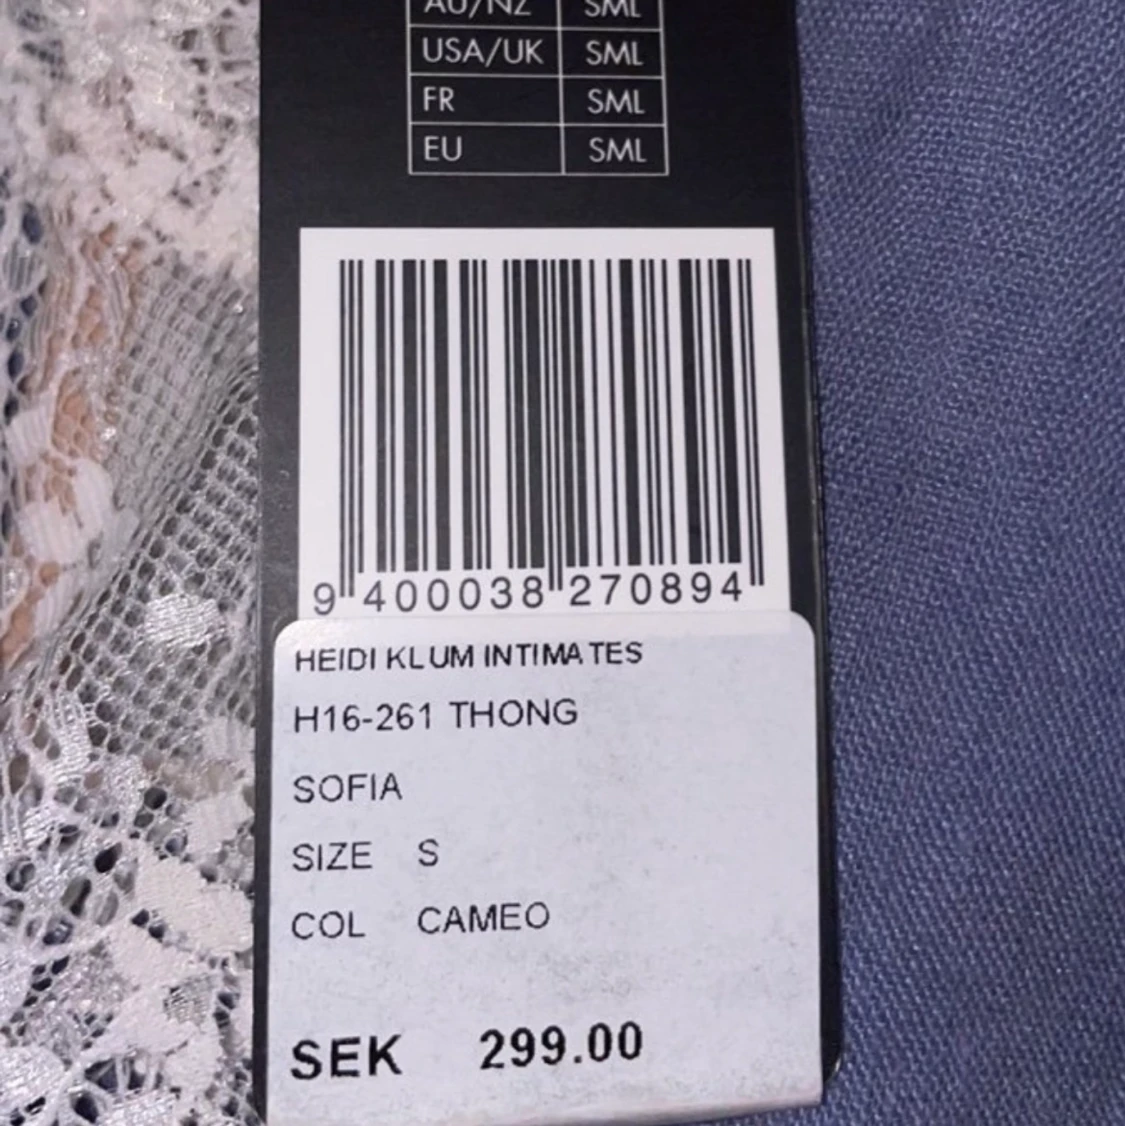 AU/NZ SML
USA/UK SML
FR SML
EU SML
9 400038 270894
HEIDI KLUM INTIMATES
H16-261 THONG
SOFIA
SIZE S
COL CAMEO
SEK 299.00